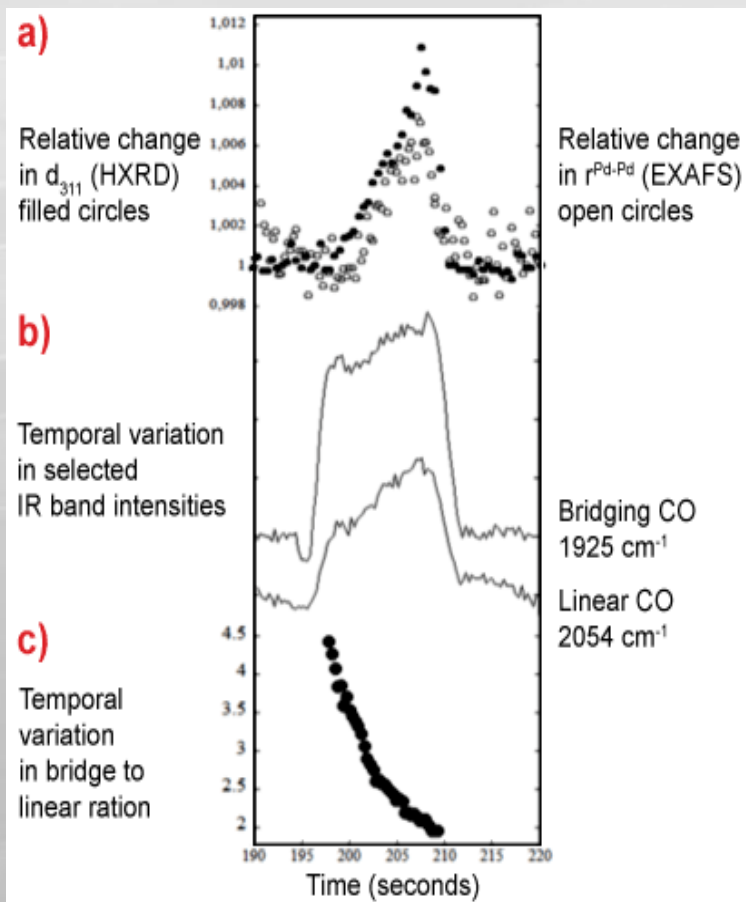 a)
Relative change
in d₃₁₁ (HXRD)
filled circles
1,012
1,01
1,008
1,006
1,004
1,002
1
0,998
Relative change
in r^Pd-Pd (EXAFS)
open circles
b)
Temporal variation
in selected
IR band intensities
Bridging CO
1925 cm⁻¹
Linear CO
2054 cm⁻¹
c)
Temporal
variation
in bridge to
linear ration
4.5
4
3.5
3
2.5
2
190 195 200 205 210 215 220
Time (seconds)